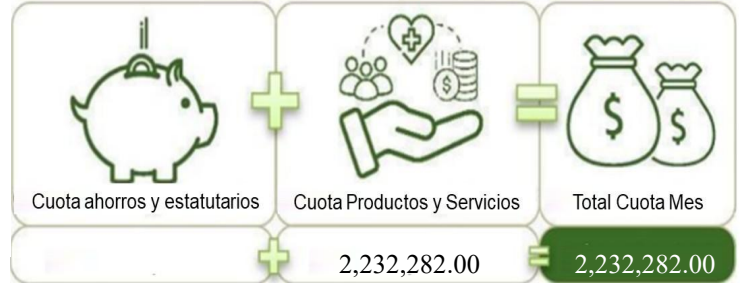 $
$ $
Cuota ahorros y estatutarios Cuota Productos y Servicios Total Cuota Mes
2,232,282.00 2,232,282.00